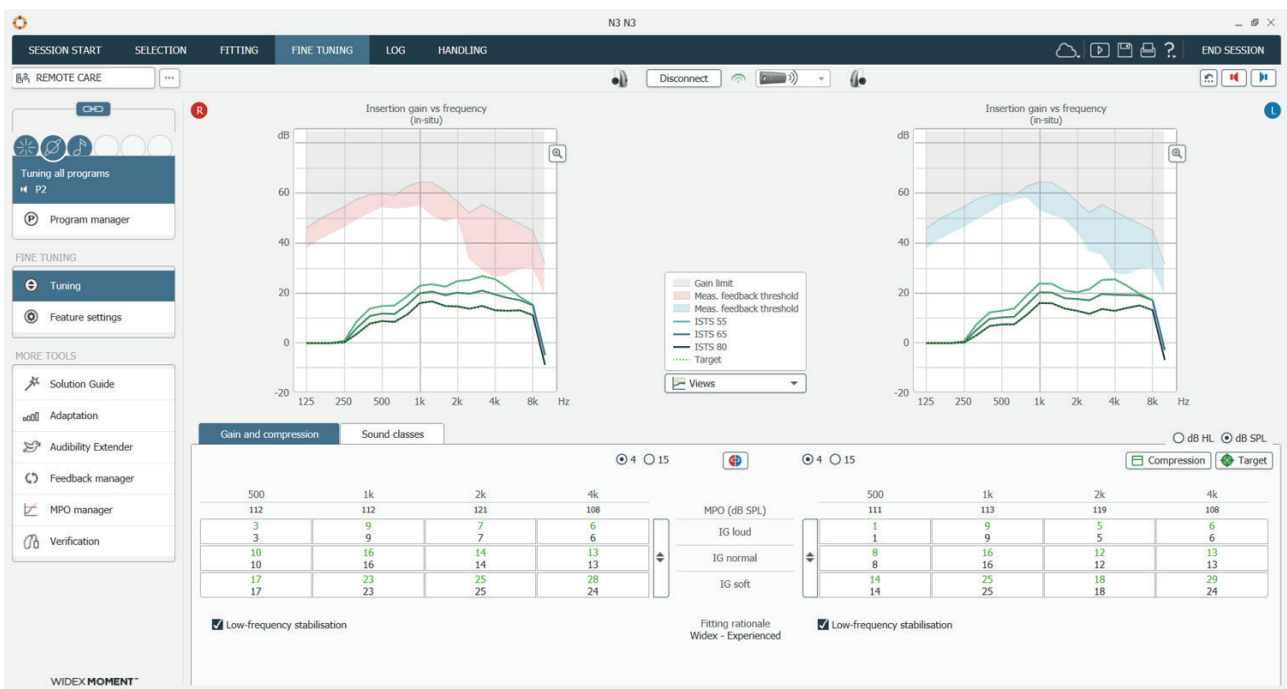 N3 N3
SESSION START SELECTION FITTING FINE TUNING LOG HANDLING END SESSION
REMOTE CARE ... Disconnect
Tuning all programs
P2
P Program manager
FINE TUNING
Tuning
Feature settings
MORE TOOLS
Solution Guide
Adaptation
Audibility Extender
Feedback manager
MPO manager
Verification
WIDEX MOMENT™
R
Insertion gain vs frequency
(in-situ)
dB
60
40
20
0
-20
125 250 500 1k 2k 4k 8k Hz
Gain limit
Meas. feedback threshold
Meas. feedback threshold
ISTS 55
ISTS 65
ISTS 80
Target
Views
L
Insertion gain vs frequency
(in-situ)
dB
60
40
20
0
-20
125 250 500 1k 2k 4k 8k Hz
Gain and compression Sound classes
dB HL dB SPL
4 15 4 15 Compression Target
500 1k 2k 4k 500 1k 2k 4k
112 112 121 108 MPO (dB SPL) 111 113 119 108
3 9 7 6 IG loud 1 9 5 6
3 9 7 6 1 9 5 6
10 16 14 13 IG normal 8 16 12 13
10 16 14 13 8 16 12 13
17 23 25 28 IG soft 14 25 18 29
17 23 25 24 14 25 18 24
Low-frequency stabilisation Fitting rationale Low-frequency stabilisation
Widex - Experienced